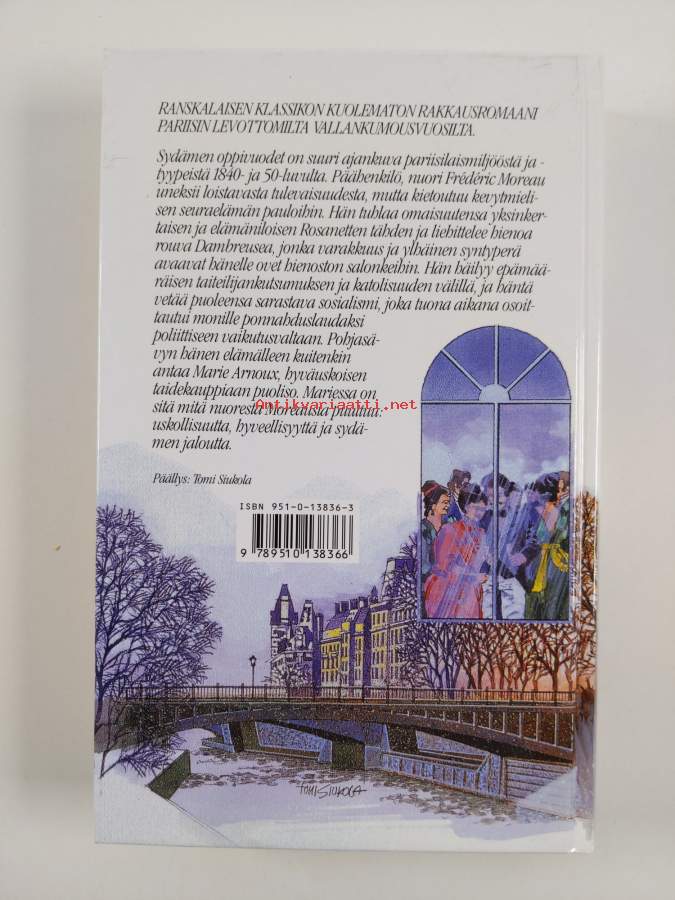 RANSKALAISEN KLASSIKON KUOLEMATON RAKKAUSROMAANI
PARIISIN LEVOTTOMILTA VALLANKUMOUSVUOSILTA.
Sydämen oppivuodet on suuri ajankuva pariisilaismiljööstä ja -
tyypeistä 1840- ja 50-luvulta. Päähenkilö, nuori Frédéric Moreau
uneksii loistavasta tulevaisuudesta, mutta kietoutuu kevytmieli-
sen seuraelämän pauloihin. Hän tuhlaa omaisuutensa yksinker-
taisen ja elämäniloisen Rosanetten tähden ja liehittelee hienoa
rouva Dambreusea, jonka varakkuus ja ylhäinen syntyperä
avaavat hänelle ovet hienoston salonkeihin. Hän häilyy epämää-
räisen taiteilijankutsumuksen ja katolisuuden välillä, ja häntä
vetää puoleensa sarastava sosialismi, joka tuona aikana osoit-
tautui monille ponnahduslaudaksi
poliittiseen vaikutusvaltaan. Pohjasä-
vyn hänen elämälleen kuitenkin
antaa Marie Arnoux, hyväuskoisen
taidekauppiaan puoliso. Mariessa on
sitä mitä nuoresta Moreausta puuttuu:
uskollisuutta, hyveellisyyttä ja sydä-
men jaloutta.
Antikvariaatti.net
Päällys: Tomi Siukola
ISBN 951-0-13836-3
9 789510 138366
TOMI SIUKOLA